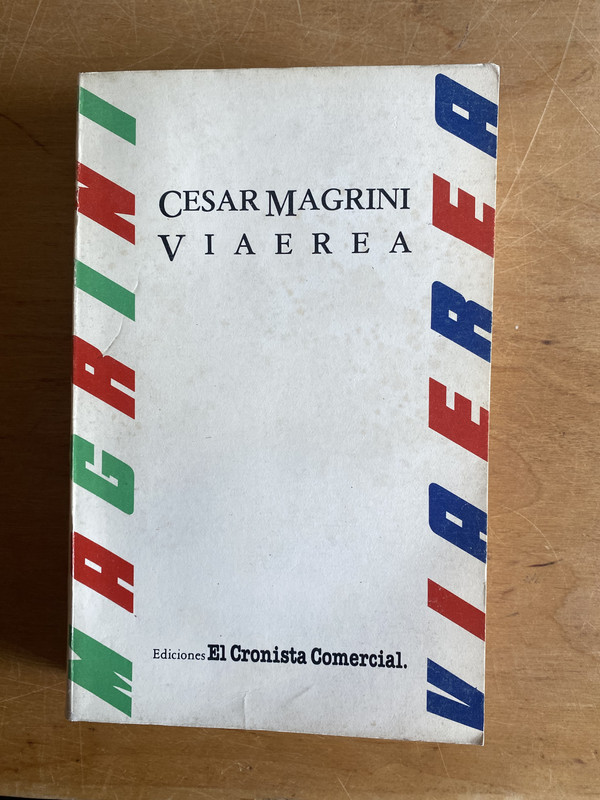 MAGRINI
CESAR MAGRINI
VIAEREA
Ediciones El Cronista Comercial.
VIAEREA